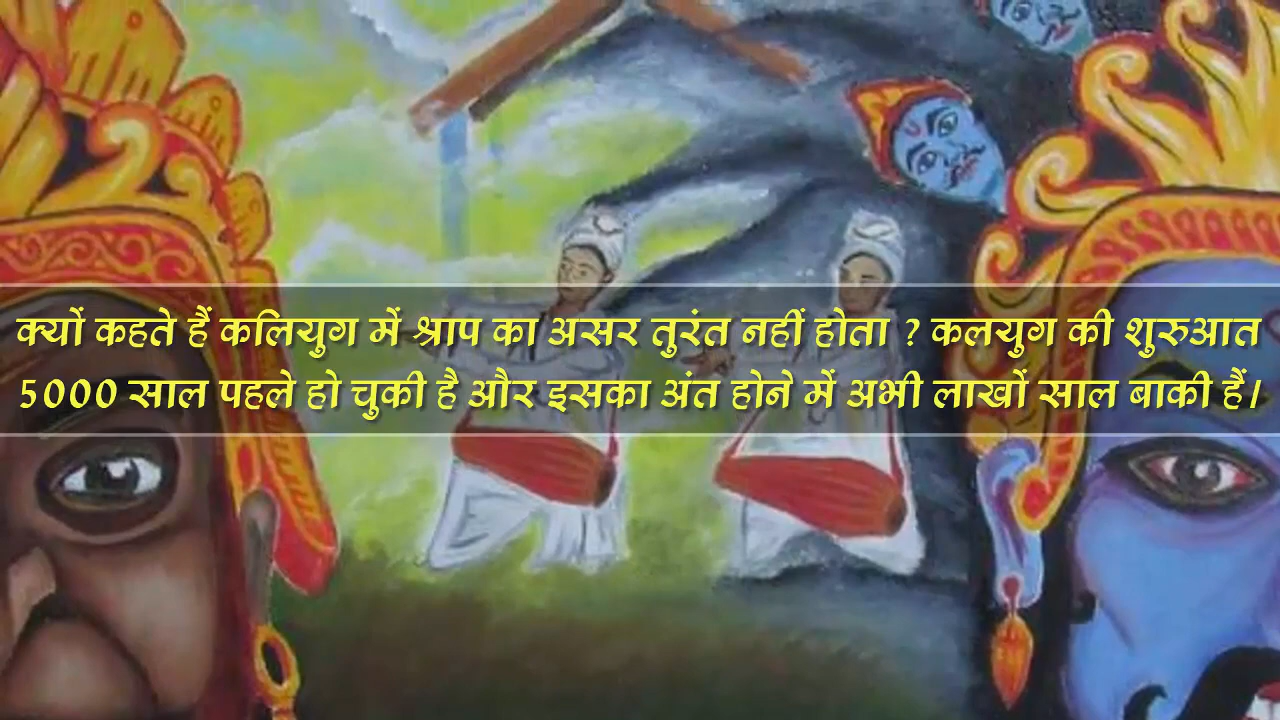 क्यों कहते हैं कलियुग में श्राप का असर तुरंत नहीं होता ? कलयुग की शुरुआत
5000 साल पहले हो चुकी है और इसका अंत होने में अभी लाखों साल बाकी हैं।